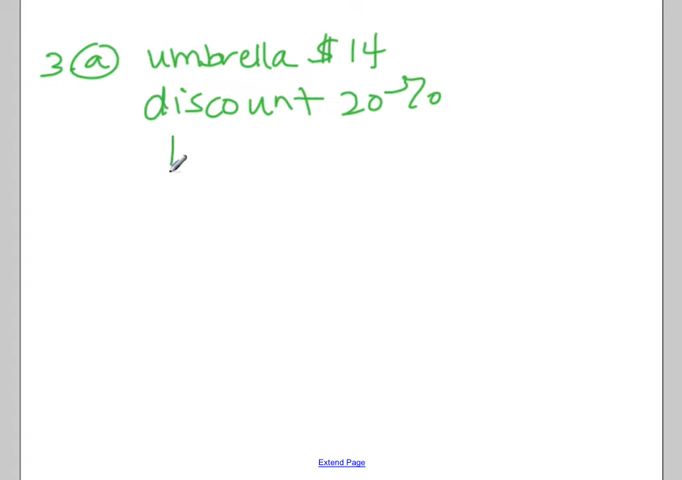 3 a umbrella $ 14
discount 20%
Extend Page